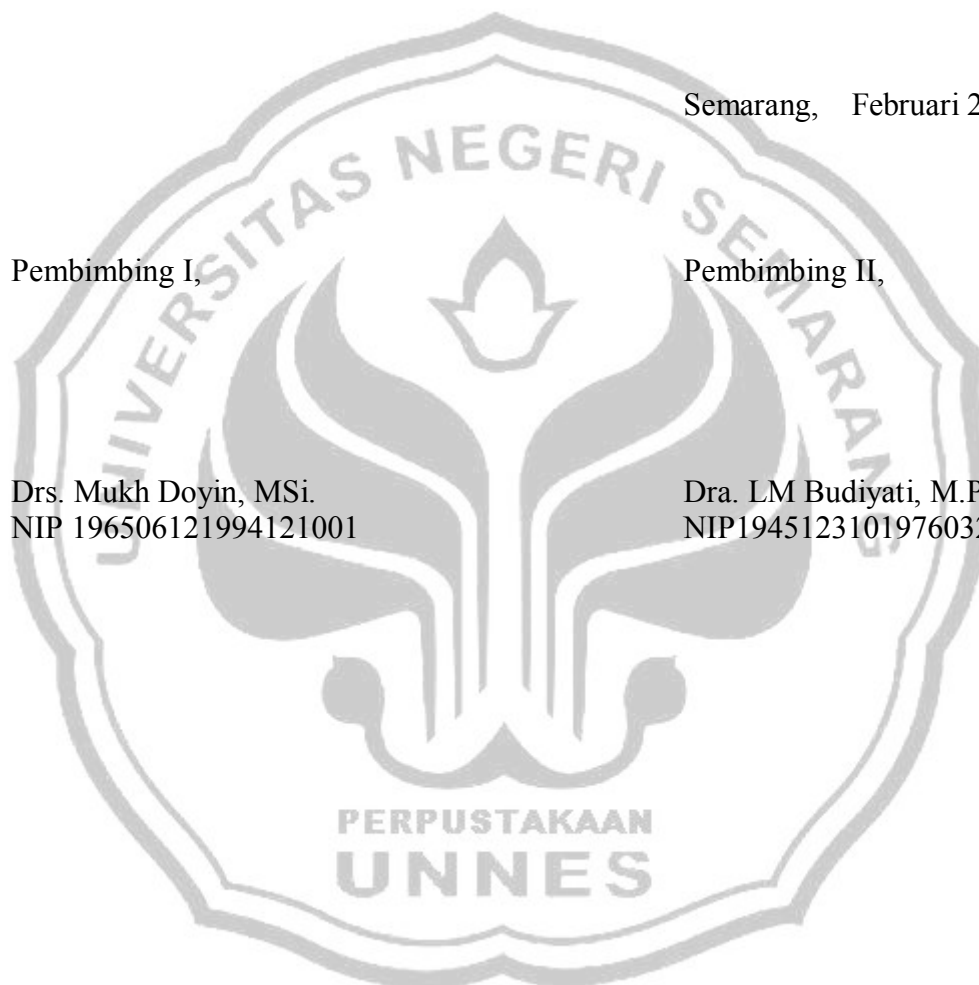 Semarang, Februari 2
Pembimbing I, Pembimbing II,
Drs. Mukh Doyin, MSi. Dra. LM Budiyati, M.P
NIP 196506121994121001 NIP194512310197603
UNIVERSITAS NEGERI SEMARANG
PERPUSTAKAAN
UNNES